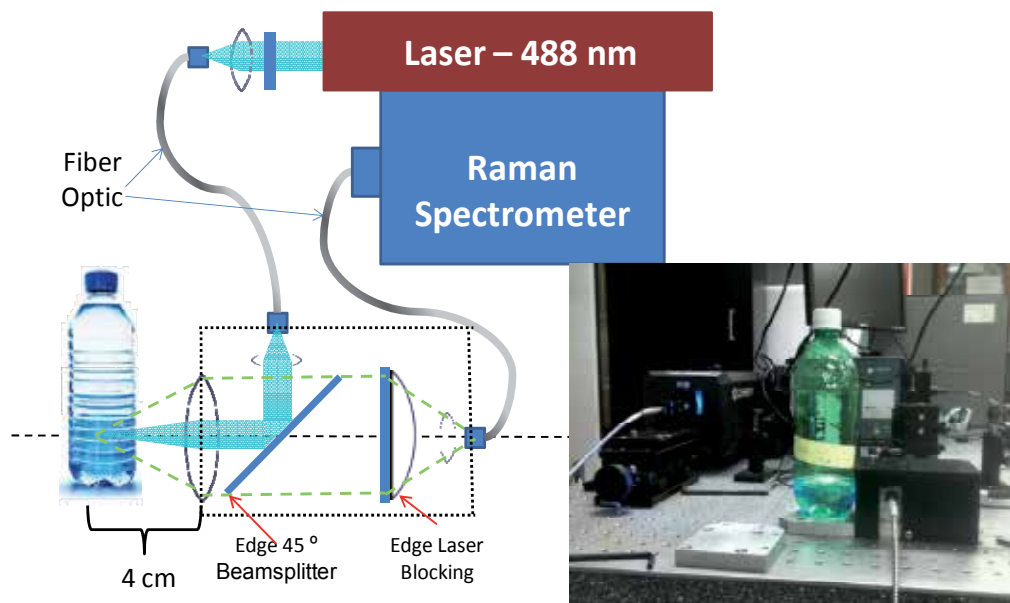 Laser – 488 nm
Raman
Spectrometer
Fiber
Optic
4 cm
Edge 45 º
Beamsplitter
Edge Laser
Blocking